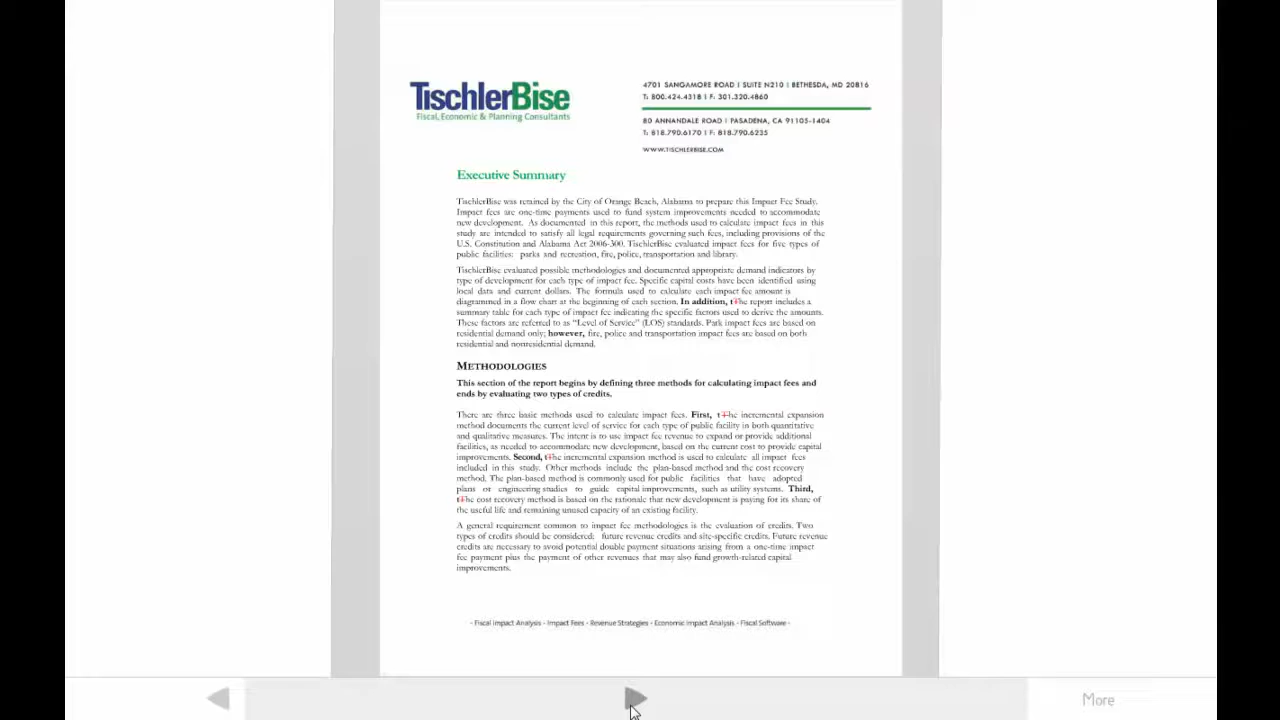 TischlerBise
Fiscal, Economic & Planning Consultants
4701 SANGAMORE ROAD I SUITE N210 I BETHESDA, MD 20816
T: 800.424.4318 I F: 301.320.4860
80 ANNANDALE ROAD I PASADENA, CA 91105-1404
T: 818.790.6170 I F: 818.790.6235
WWW.TISCHLERBISE.COM
Executive Summary
TischlerBise was retained by the City of Orange Beach, Alabama to prepare this Impact Fee Study.
Impact fees are one-time payments used to fund system improvements needed to accommodate
new development. As documented in this report, the methods used to calculate impact fees in this
study are intended to satisfy all legal requirements governing such fees, including provisions of the
U.S. Constitution and Alabama Act 2006-300. TischlerBise evaluated impact fees for five types of
public facilities: parks and recreation, fire, police, transportation and library.
TischlerBise evaluated possible methodologies and documented appropriate demand indicators by
type of development for each type of impact fee. Specific capital costs have been identified using
local data and current dollars. The formula used to calculate each impact fee amount is
diagrammed in a flow chart at the beginning of each section. In addition, tThe report includes a
summary table for each type of impact fee indicating the specific factors used to derive the amounts.
These factors are referred to as “Level of Service” (LOS) standards. Park impact fees are based on
residential demand only; however, fire, police and transportation impact fees are based on both
residential and nonresidential demand.
METHODOLOGIES
This section of the report begins by defining three methods for calculating impact fees and
ends by evaluating two types of credits.
There are three basic methods used to calculate impact fees. First, tThe incremental expansion
method documents the current level of service for each type of public facility in both quantitative
and qualitative measures. The intent is to use impact fee revenue to expand or provide additional
facilities, as needed to accommodate new development, based on the current cost to provide capital
improvements. Second, tThe incremental expansion method is used to calculate all impact fees
included in this study. Other methods include the plan-based method and the cost recovery
method. The plan-based method is commonly used for public facilities that have adopted
plans or engineering studies to guide capital improvements, such as utility systems. Third,
tThe cost recovery method is based on the rationale that new development is paying for its share of
the useful life and remaining unused capacity of an existing facility.
A general requirement common to impact fee methodologies is the evaluation of credits. Two
types of credits should be considered: future revenue credits and site-specific credits. Future revenue
credits are necessary to avoid potential double payment situations arising from a one-time impact
fee payment plus the payment of other revenues that may also fund growth-related capital
improvements.
- Fiscal Impact Analysis - Impact Fees - Revenue Strategies - Economic Impact Analysis - Fiscal Software -
More